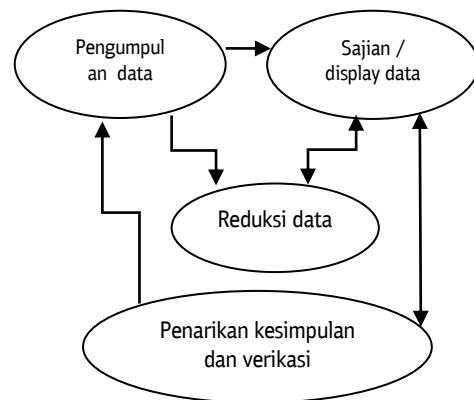 Pengumpul
an data
Sajian /
display data
Reduksi data
Penarikan kesimpulan
dan verikasi